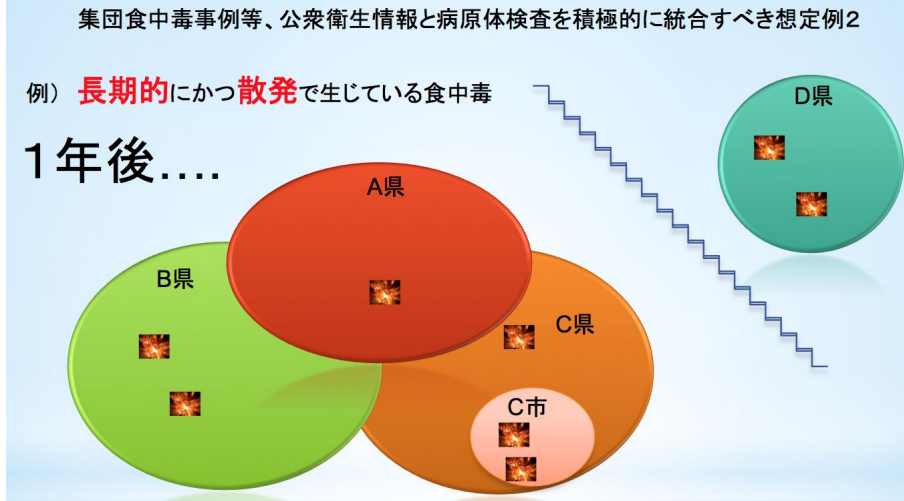 集団食中毒事例等、公衆衛生情報と病原体検査を積極的に統合すべき想定例２
例） 長期的にかつ散発で生じている食中毒
１年後....
D県
A県
B県
C県
C市